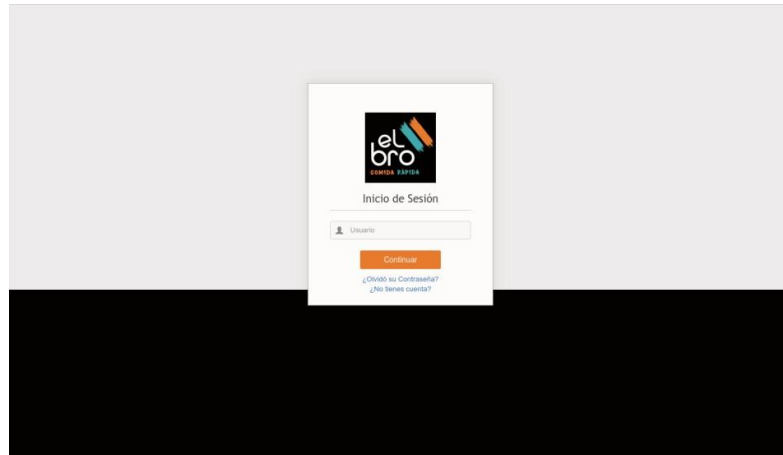 el
bro
COMIDA RÁPIDA
Inicio de Sesión
Usuario
Continuar
¿Olvidó su Contraseña?
¿No tienes cuenta?